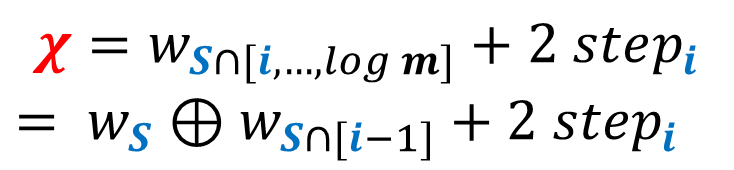 χ = w_{S∩[i,…,log m]} + 2 step_i
= w_S ⊕ w_{S∩[i−1]} + 2 step_i